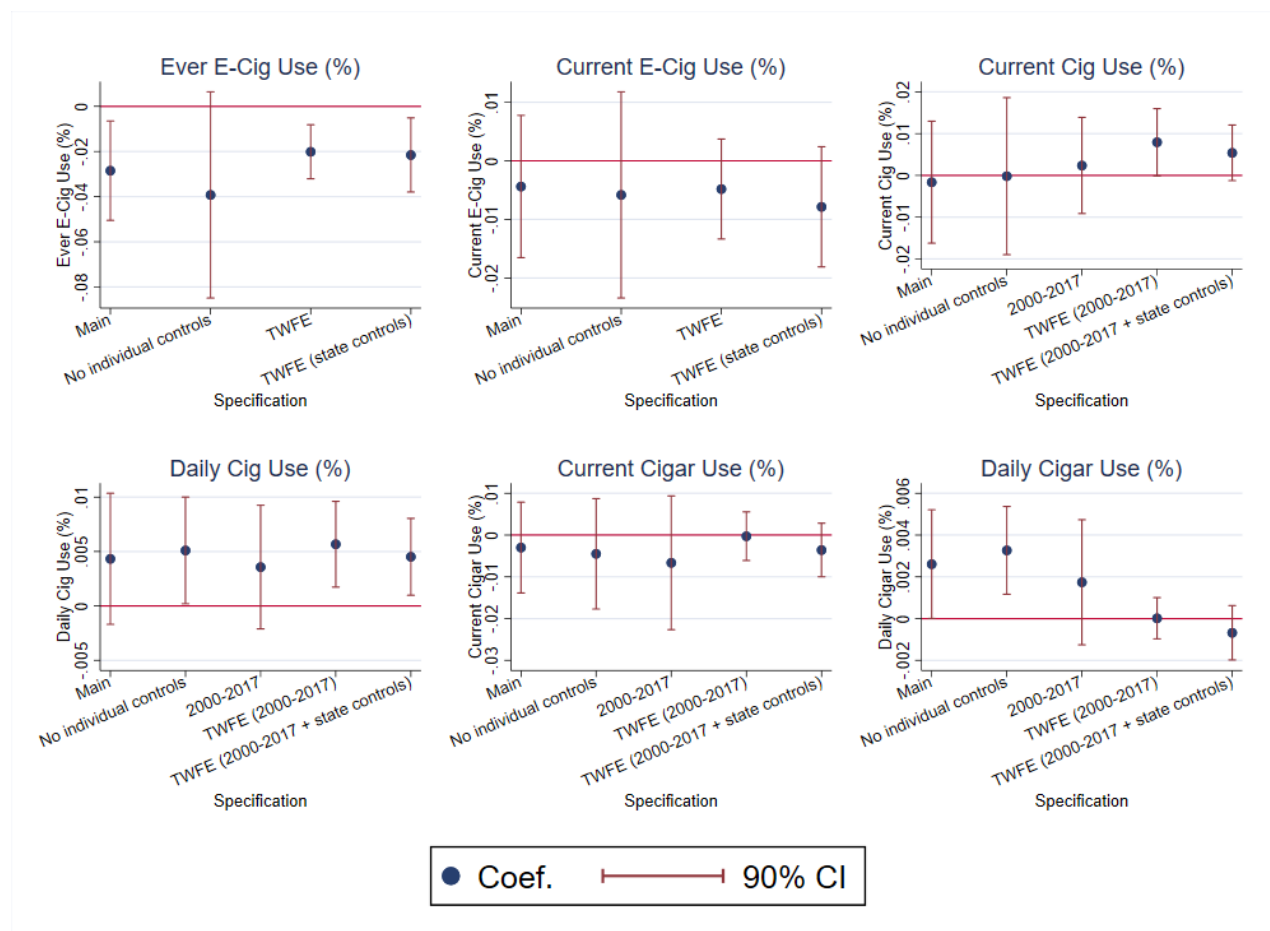 Ever E-Cig Use (%)
Ever E-Cig Use (%)
0
-.02
-.04
-.06
-.08
Main
No individual controls
TWFE
TWFE (state controls)
Specification
Current E-Cig Use (%)
Current E-Cig Use (%)
.01
0
-.01
-.02
Main
No individual controls
TWFE
TWFE (state controls)
Specification
Current Cig Use (%)
Current Cig Use (%)
.02
.01
0
-.01
-.02
Main
No individual controls
2000-2017
TWFE (2000-2017)
TWFE (2000-2017 + state controls)
Specification
Daily Cig Use (%)
Daily Cig Use (%)
.01
.005
0
-.005
Main
No individual controls
2000-2017
TWFE (2000-2017)
TWFE (2000-2017 + state controls)
Specification
Current Cigar Use (%)
Current Cigar Use (%)
.01
0
-.01
-.02
-.03
Main
No individual controls
2000-2017
TWFE (2000-2017)
TWFE (2000-2017 + state controls)
Specification
Daily Cigar Use (%)
Daily Cigar Use (%)
.006
.004
.002
0
-.002
Main
No individual controls
2000-2017
TWFE (2000-2017)
TWFE (2000-2017 + state controls)
Specification
Coef.
90% CI